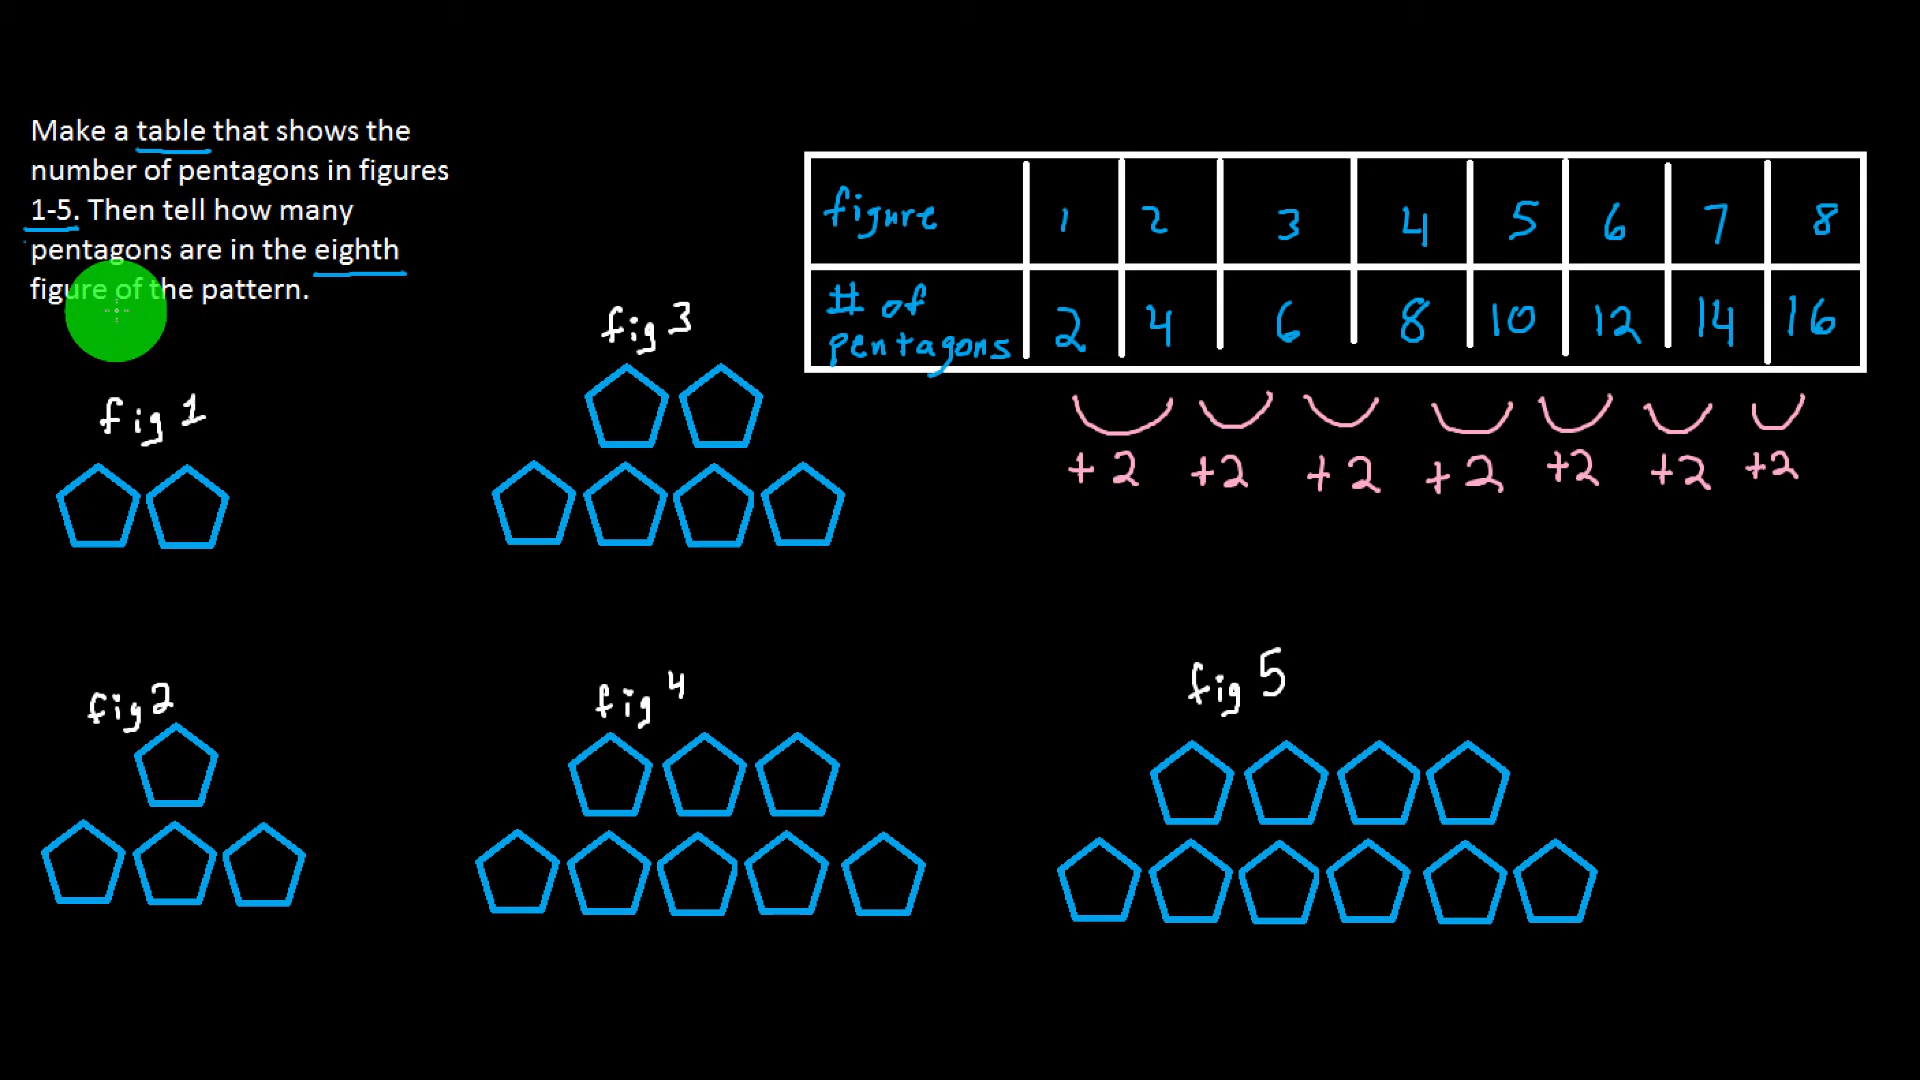 Make a table that shows the
number of pentagons in figures
1-5. Then tell how many
pentagons are in the eighth
figure of the pattern.
figure 1 2 3 4 5 6 7 8
# of
pentagons 2 4 6 8 10 12 14 16
+2 +2 +2 +2 +2 +2 +2
fig 1
fig 3
fig 2
fig 4
fig 5